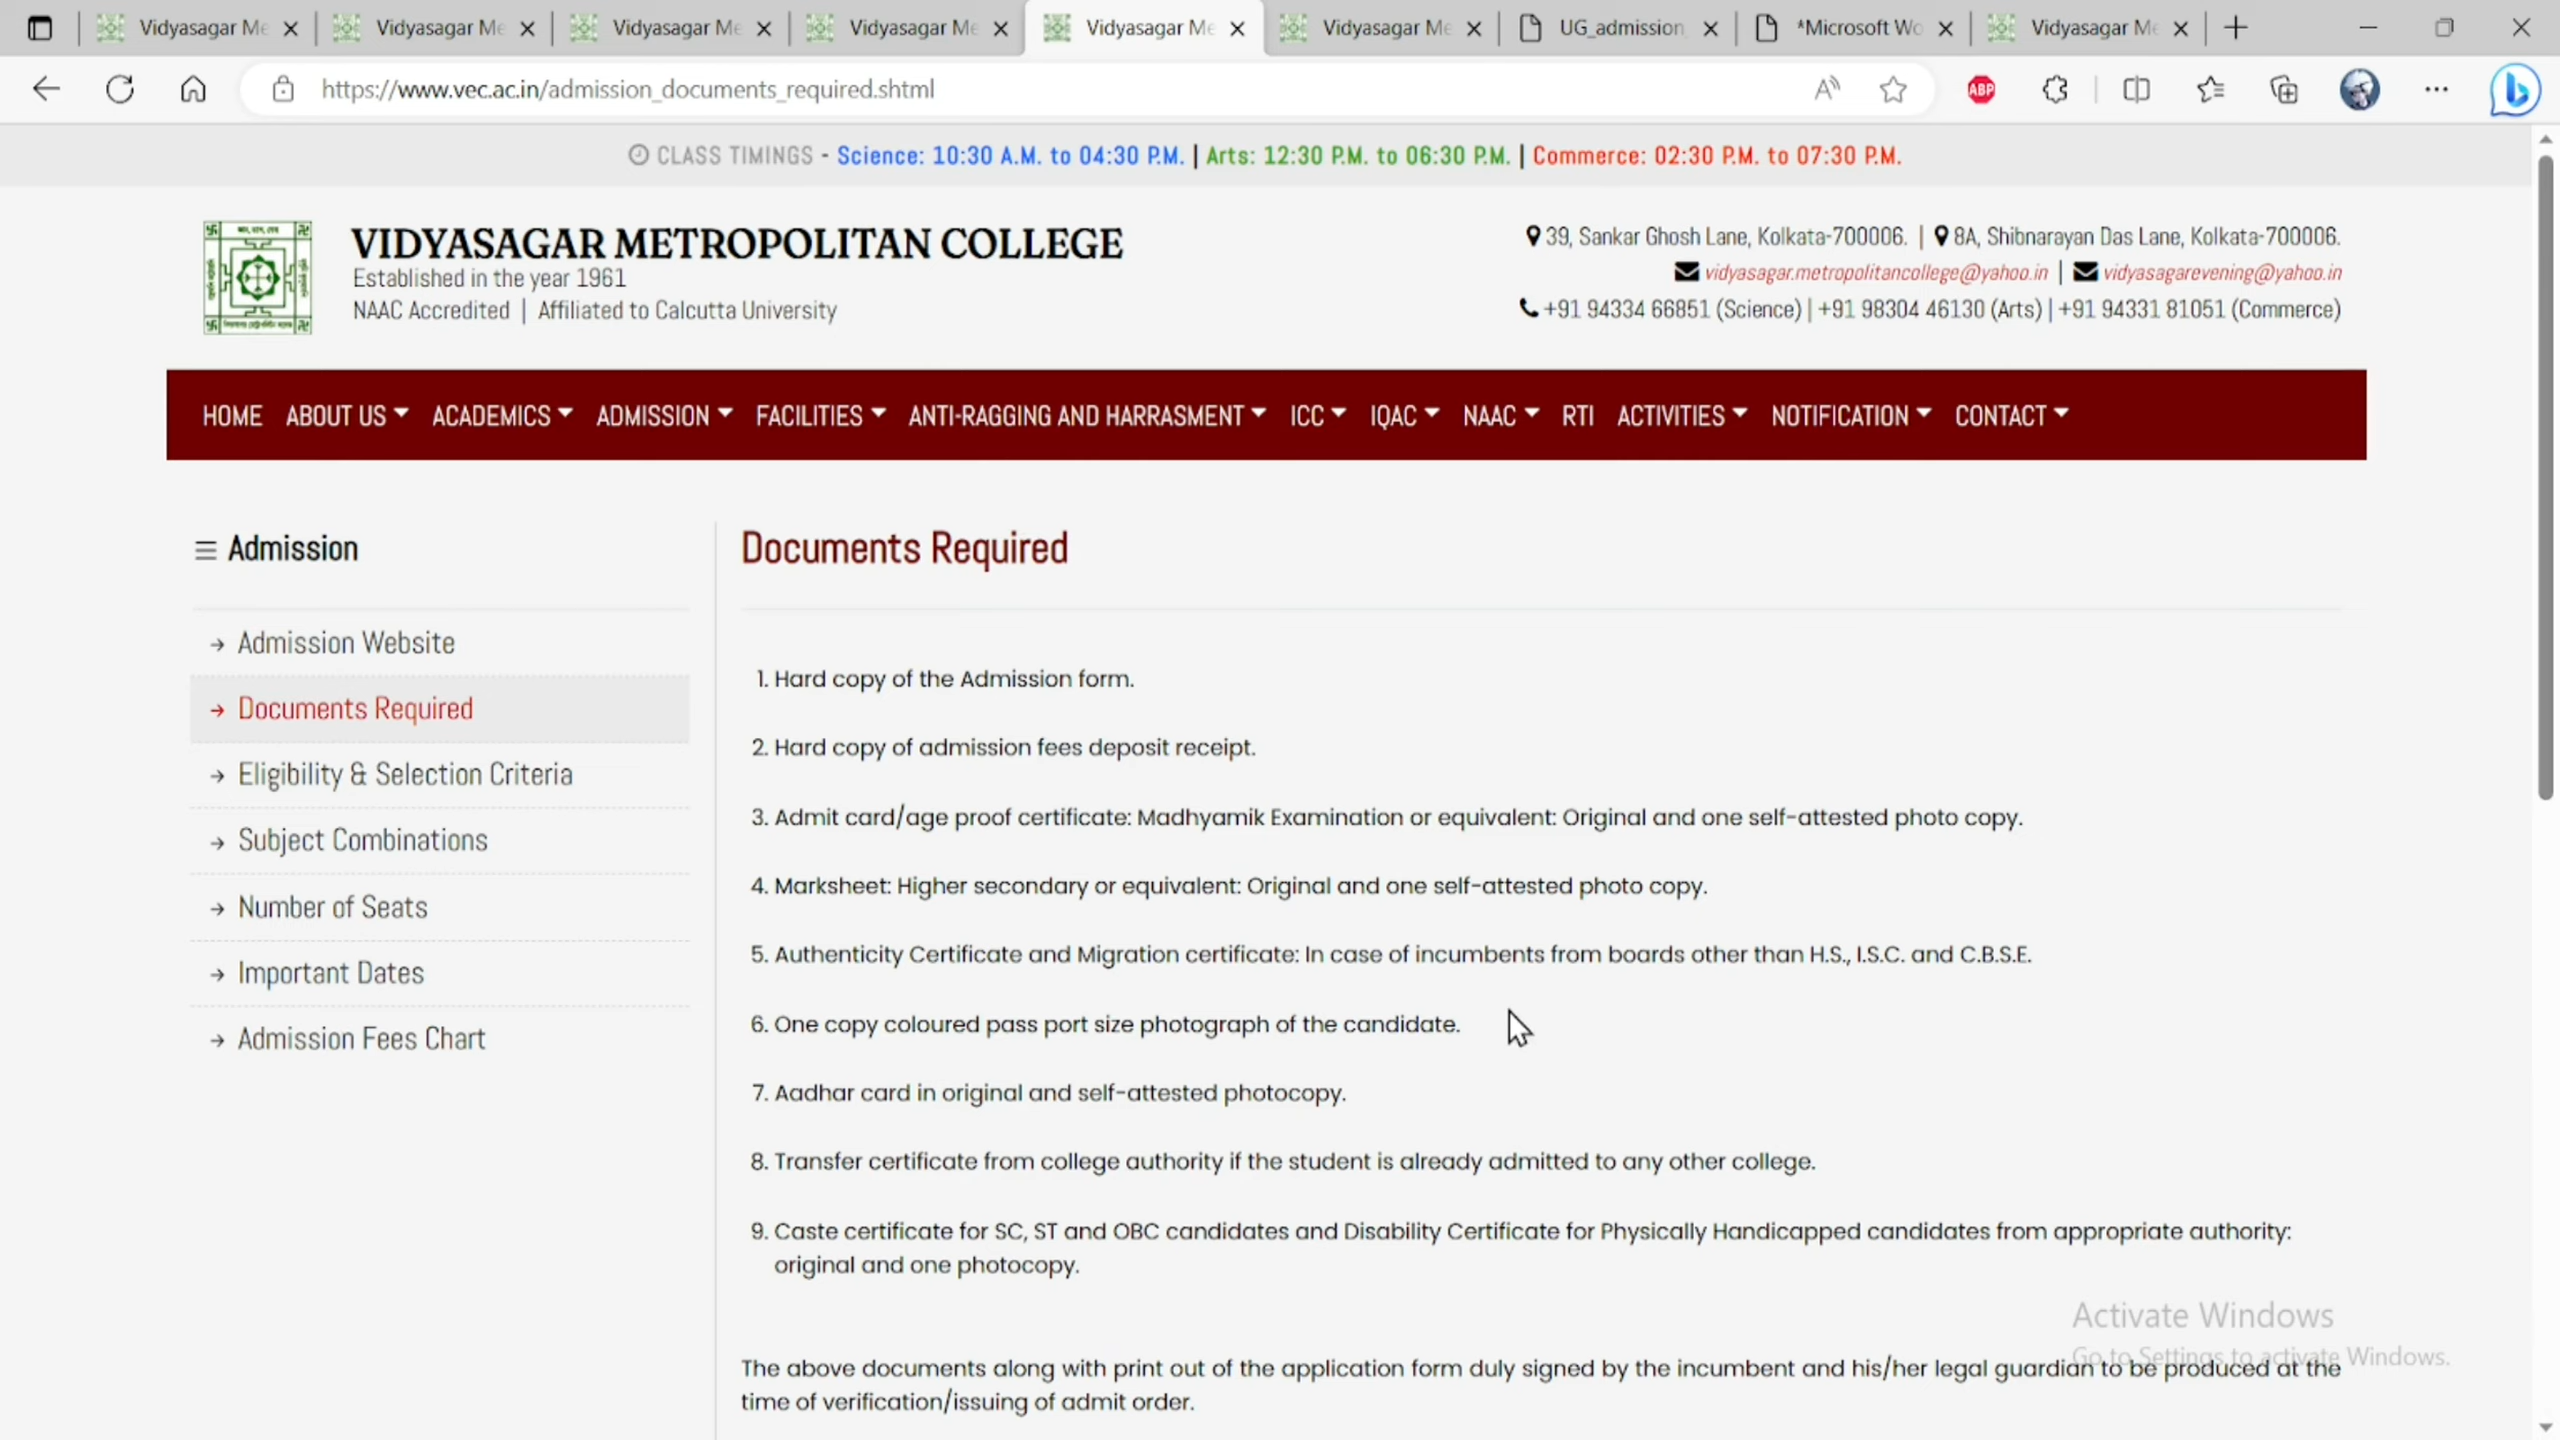 Vidyasagar Me
Vidyasagar Me
Vidyasagar Me
Vidyasagar Me
Vidyasagar Me
Vidyasagar Me
UG_admission
*Microsoft Wo
Vidyasagar Me
https://www.vec.ac.in/admission_documents_required.shtml
ABP
CLASS TIMINGS - Science: 10:30 A.M. to 04:30 P.M. | Arts: 12:30 P.M. to 06:30 P.M. | Commerce: 02:30 P.M. to 07:30 P.M.
VIDYASAGAR METROPOLITAN COLLEGE
Established in the year 1961
NAAC Accredited | Affiliated to Calcutta University
39, Sankar Ghosh Lane, Kolkata-700006. | 8A, Shibnarayan Das Lane, Kolkata-700006.
vidyasagar.metropolitancollege@yahoo.in | vidyasagarevening@yahoo.in
+91 94334 66851 (Science) | +91 98304 46130 (Arts) | +91 94331 81051 (Commerce)
HOME ABOUT US ACADEMICS ADMISSION FACILITIES ANTI-RAGGING AND HARRASMENT ICC IQAC NAAC RTI ACTIVITIES NOTIFICATION CONTACT
Admission
Admission Website
Documents Required
Eligibility & Selection Criteria
Subject Combinations
Number of Seats
Important Dates
Admission Fees Chart
Documents Required
1. Hard copy of the Admission form.
2. Hard copy of admission fees deposit receipt.
3. Admit card/age proof certificate: Madhyamik Examination or equivalent: Original and one self-attested photo copy.
4. Marksheet: Higher secondary or equivalent: Original and one self-attested photo copy.
5. Authenticity Certificate and Migration certificate: In case of incumbents from boards other than H.S., I.S.C. and C.B.S.E.
6. One copy coloured pass port size photograph of the candidate.
7. Aadhar card in original and self-attested photocopy.
8. Transfer certificate from college authority if the student is already admitted to any other college.
9. Caste certificate for SC, ST and OBC candidates and Disability Certificate for Physically Handicapped candidates from appropriate authority:
original and one photocopy.
The above documents along with print out of the application form duly signed by the incumbent and his/her legal guardian to be produced at the
time of verification/issuing of admit order.
Activate Windows
Go to Settings to activate Windows.